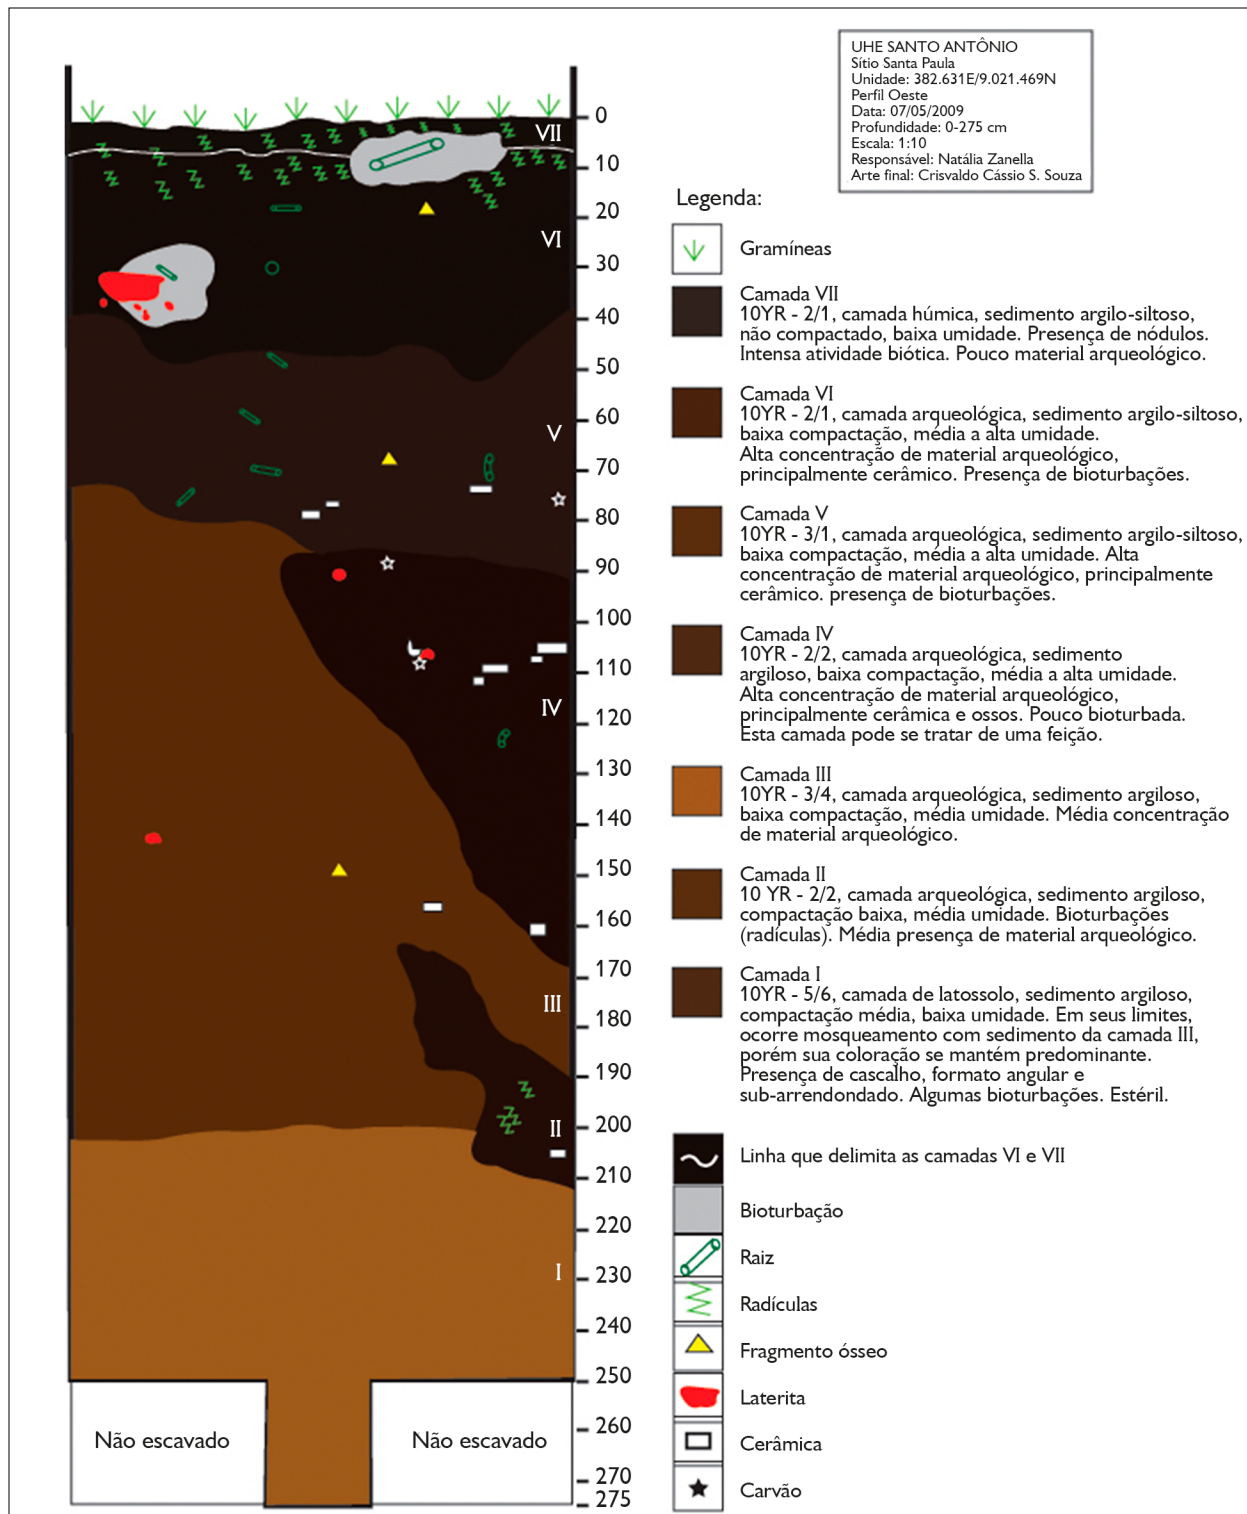 UHE SANTO ANTÔNIO
Sítio Santa Paula
Unidade: 382.631E/9.021.469N
Perfil Oeste
Data: 07/05/2009
Profundidade: 0-275 cm
Escala: 1:10
Responsável: Natália Zanella
Arte final: Crisvaldo Cássio S. Souza
0
VII
10
20
VI
30
40
50
60
V
70
80
90
100
110
IV
120
130
140
150
160
170
III
180
190
200
II
210
220
I
230
240
250
260
Não escavado
Não escavado
270
275
Legenda:
Gramíneas
Camada VII
10YR - 2/1, camada húmica, sedimento argilo-siltoso,
não compactado, baixa umidade. Presença de nódulos.
Intensa atividade biótica. Pouco material arqueológico.
Camada VI
10YR - 2/1, camada arqueológica, sedimento argilo-siltoso,
baixa compactação, média a alta umidade.
Alta concentração de material arqueológico,
principalmente cerâmico. Presença de bioturbações.
Camada V
10YR - 3/1, camada arqueológica, sedimento argilo-siltoso,
baixa compactação, média a alta umidade. Alta
concentração de material arqueológico, principalmente
cerâmico. presença de bioturbações.
Camada IV
10YR - 2/2, camada arqueológica, sedimento
argiloso, baixa compactação, média a alta umidade.
Alta concentração de material arqueológico,
principalmente cerâmica e ossos. Pouco bioturbada.
Esta camada pode se tratar de uma feição.
Camada III
10YR - 3/4, camada arqueológica, sedimento argiloso,
baixa compactação, média umidade. Média concentração
de material arqueológico.
Camada II
10 YR - 2/2, camada arqueológica, sedimento argiloso,
compactação baixa, média umidade. Bioturbações
(radículas). Média presença de material arqueológico.
Camada I
10YR - 5/6, camada de latossolo, sedimento argiloso,
compactação média, baixa umidade. Em seus limites,
ocorre mosqueamento com sedimento da camada III,
porém sua coloração se mantém predominante.
Presença de cascalho, formato angular e
sub-arrendondado. Algumas bioturbações. Estéril.
Linha que delimita as camadas VI e VII
Bioturbação
Raiz
Radículas
Fragmento ósseo
Laterita
Cerâmica
Carvão